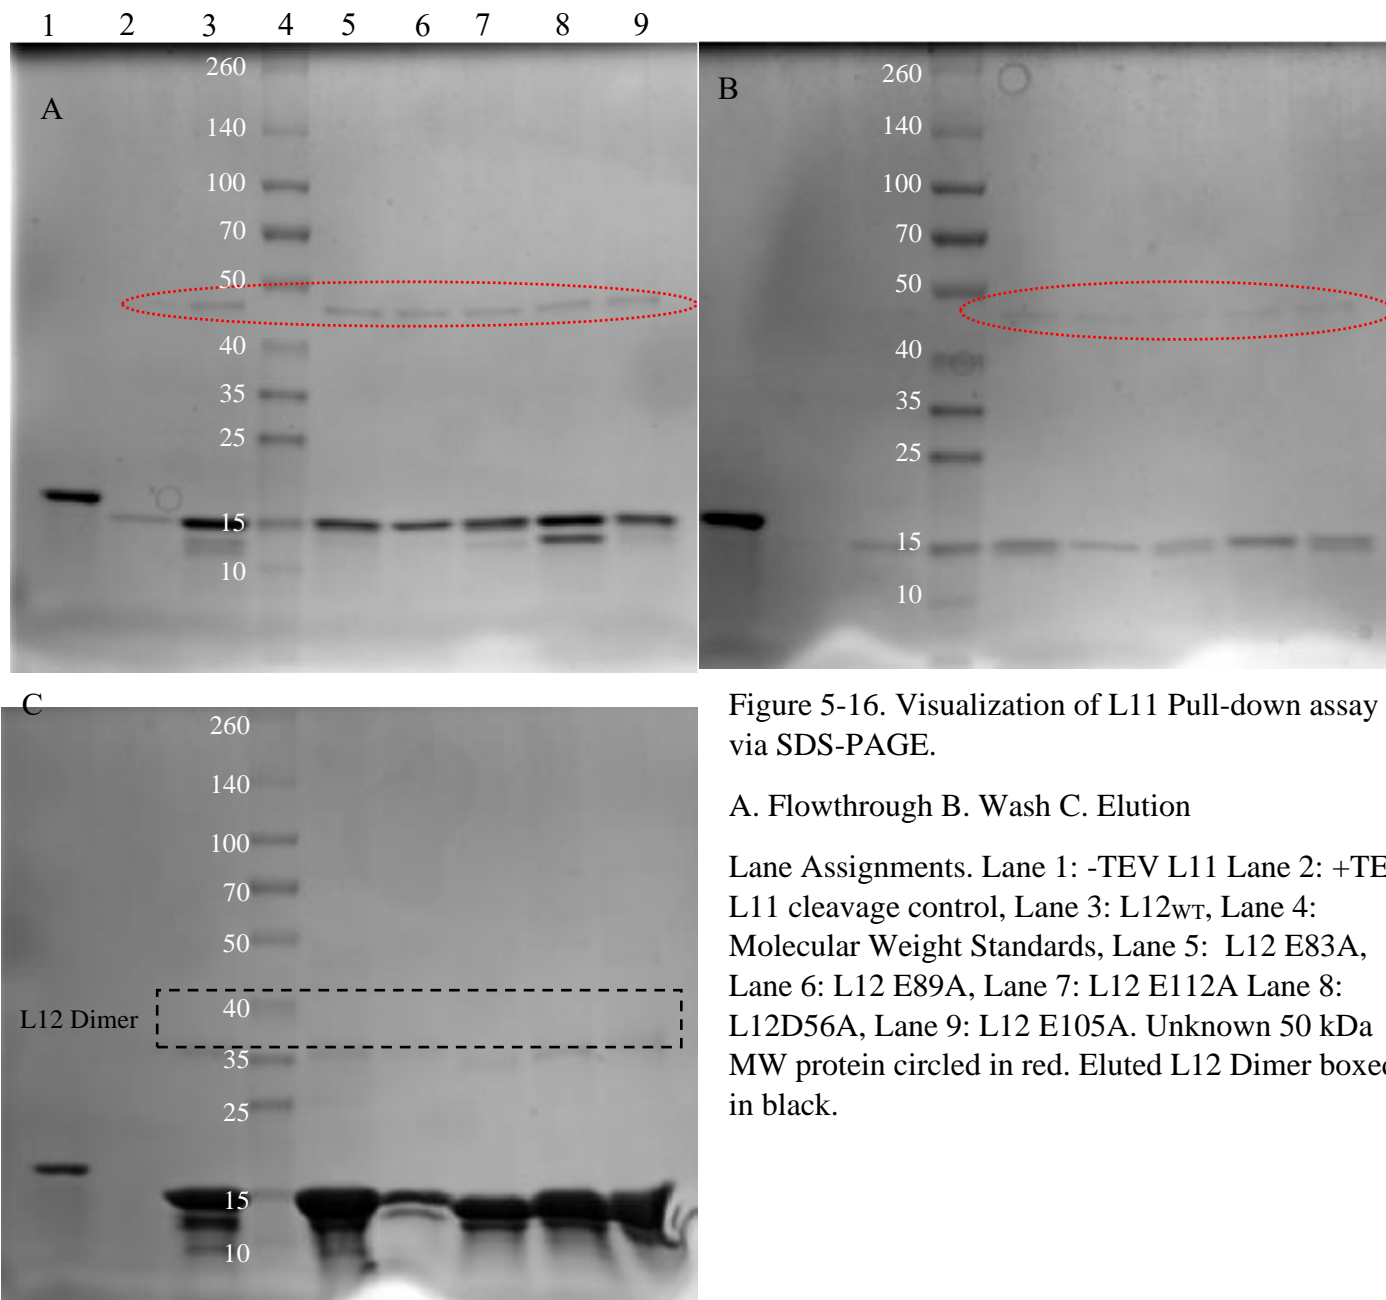 1 2 3 4 5 6 7 8 9
A
260
140
100
70
50
40
35
25
15
10
B
260
140
100
70
50
40
35
25
15
10
C
260
140
100
70
50
40
L12 Dimer
35
25
15
10
Figure 5-16. Visualization of L11 Pull-down assay
via SDS-PAGE.
A. Flowthrough B. Wash C. Elution
Lane Assignments. Lane 1: -TEV L11 Lane 2: +TE
L11 cleavage control, Lane 3: L12WT, Lane 4:
Molecular Weight Standards, Lane 5: L12 E83A,
Lane 6: L12 E89A, Lane 7: L12 E112A Lane 8:
L12D56A, Lane 9: L12 E105A. Unknown 50 kDa
MW protein circled in red. Eluted L12 Dimer boxed
in black.